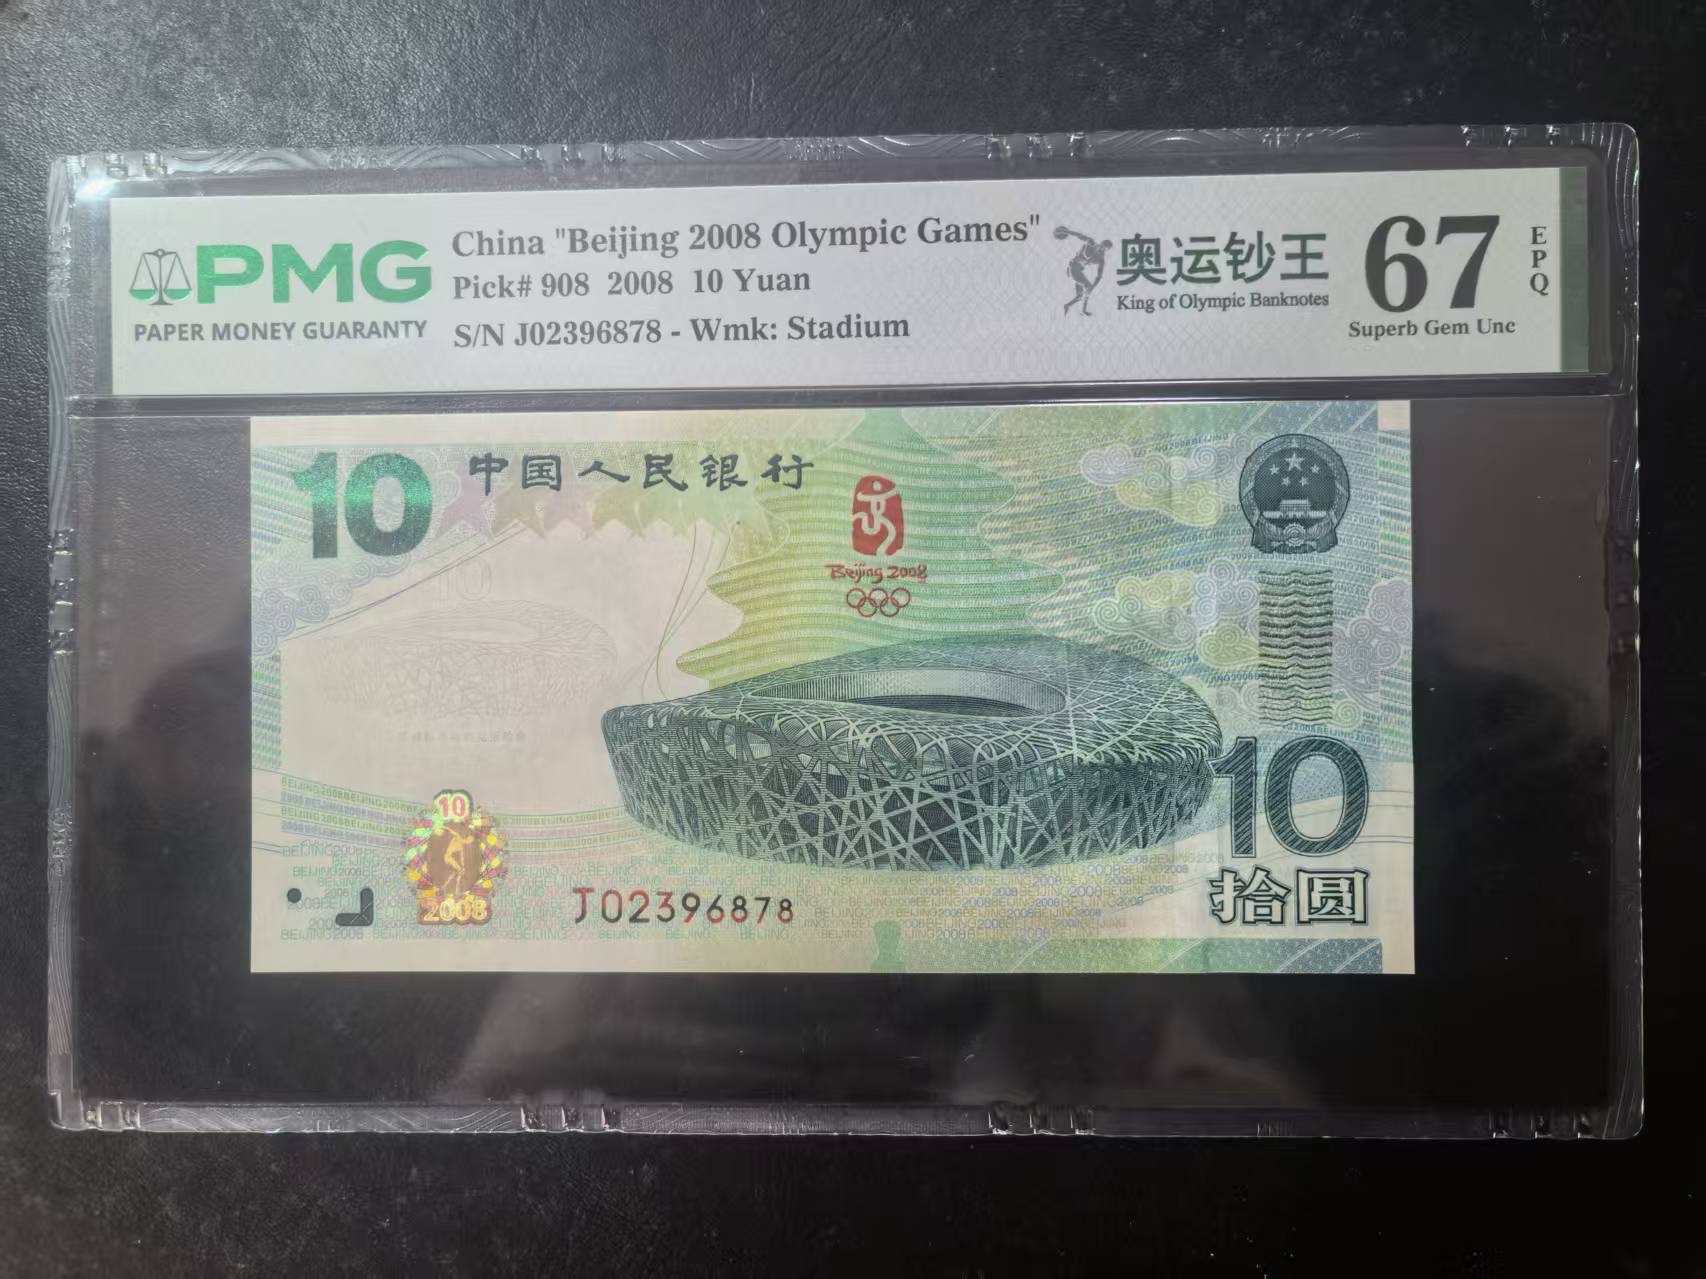 PMG
PAPER MONEY GUARANTY
China "Beijing 2008 Olympic Games"
Pick# 908 2008 10 Yuan
S/N J02396878 - Wmk: Stadium
奥运钞王
King of Olympic Banknotes
67
EPQ
Superb Gem Unc
10
中国人民银行
Beijing 2008
10
10
2008
J02396878
10
拾圆
BEIJING2008